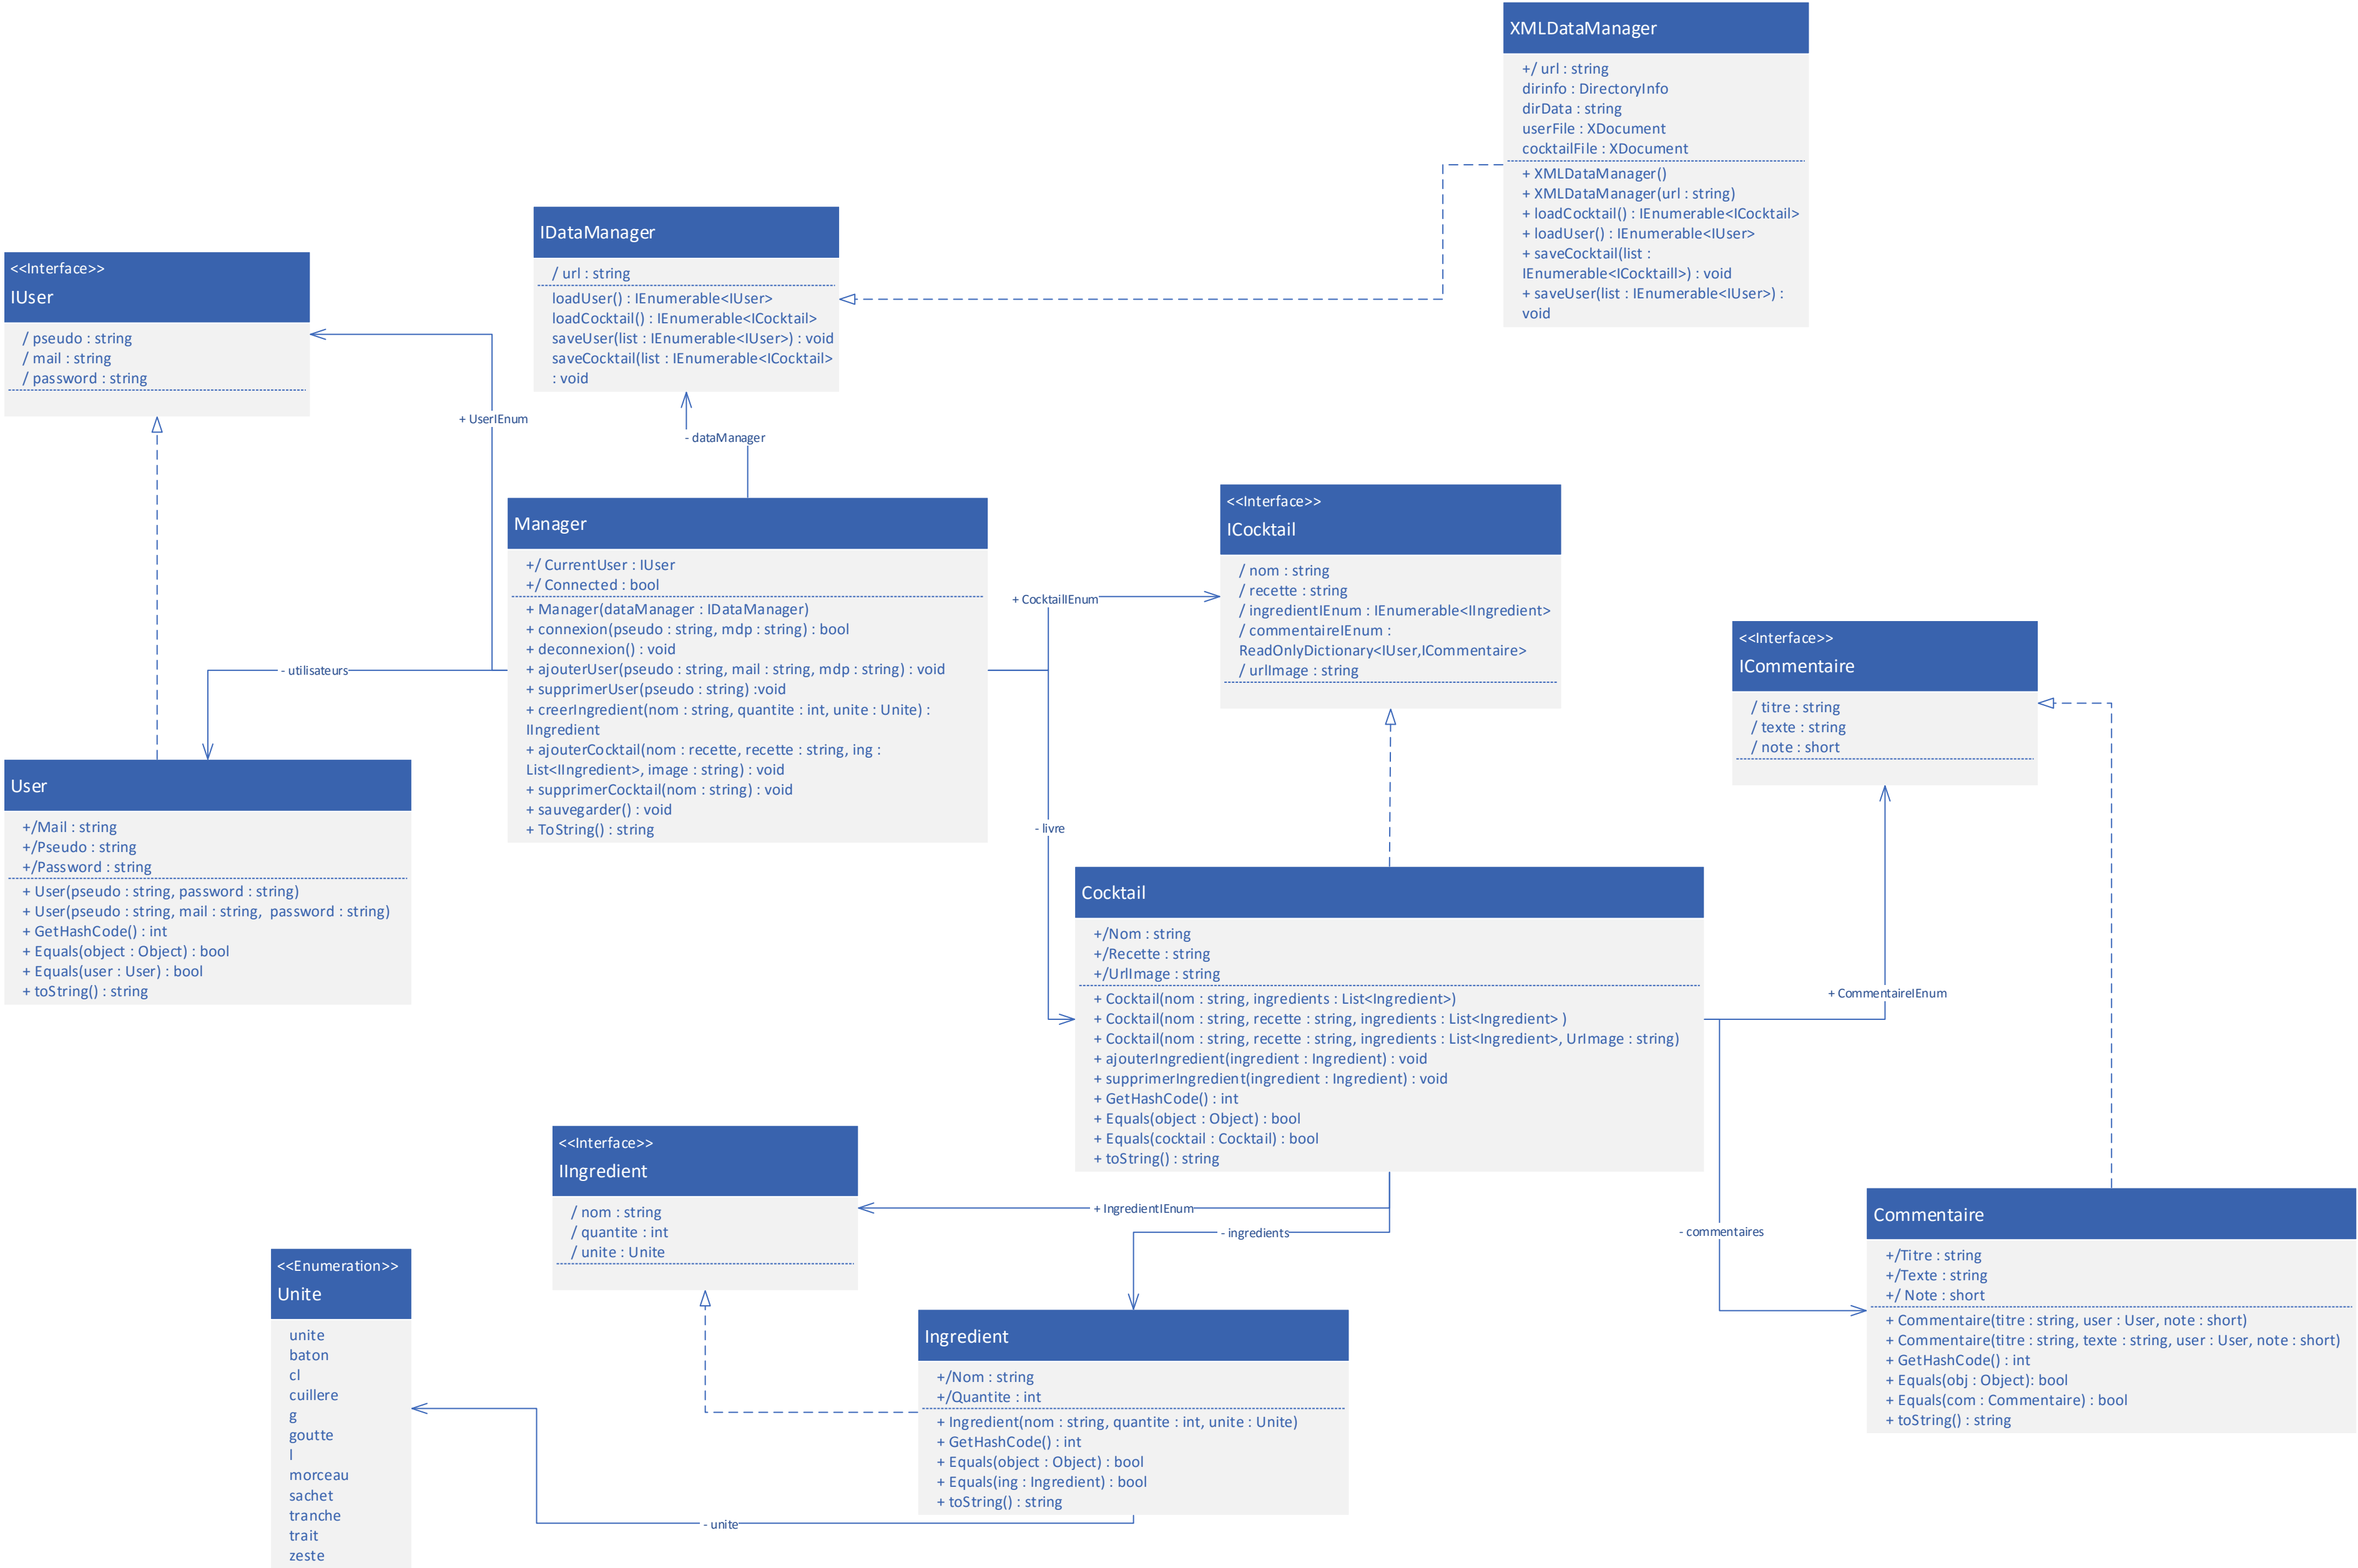 XMLDataManager
+/ url : string
dirinfo : DirectoryInfo
dirData : string
userFile : XDocument
cocktailFile : XDocument
+ XMLDataManager()
+ XMLDataManager(url : string)
+ loadCocktail() : IEnumerable<ICocktail>
+ loadUser() : IEnumerable<IUser>
+ saveCocktail(list :
IEnumerable<ICocktaill>) : void
+ saveUser(list : IEnumerable<IUser>) :
void
IDataManager
/ url : string
loadUser() : IEnumerable<IUser>
loadCocktail() : IEnumerable<ICocktail>
saveUser(list : IEnumerable<IUser>) : void
saveCocktail(list : IEnumerable<ICocktail>
: void
<<Interface>>
IUser
/ pseudo : string
/ mail : string
/ password : string
+ UserIEnum
- dataManager
Manager
+/ CurrentUser : IUser
+/ Connected : bool
+ Manager(dataManager : IDataManager)
+ connexion(pseudo : string, mdp : string) : bool
+ deconnexion() : void
+ ajouterUser(pseudo : string, mail : string, mdp : string) : void
+ supprimerUser(pseudo : string) :void
+ creerIngredient(nom : string, quantite : int, unite : Unite) :
IIngredient
+ ajouterCocktail(nom : recette, recette : string, ing :
List<IIngredient>, image : string) : void
+ supprimerCocktail(nom : string) : void
+ sauvegarder() : void
+ ToString() : string
<<Interface>>
ICocktail
/ nom : string
/ recette : string
/ ingredientIEnum : IEnumerable<IIngredient>
/ commentaireIEnum :
ReadOnlyDictionary<IUser,ICommentaire>
/ urlImage : string
+ CocktailIEnum
<<Interface>>
ICommentaire
/ titre : string
/ texte : string
/ note : short
- utilisateurs
- livre
User
+/Mail : string
+/Pseudo : string
+/Password : string
+ User(pseudo : string, password : string)
+ User(pseudo : string, mail : string,  password : string)
+ GetHashCode() : int
+ Equals(object : Object) : bool
+ Equals(user : User) : bool
+ toString() : string
Cocktail
+/Nom : string
+/Recette : string
+/UrlImage : string
+ Cocktail(nom : string, ingredients : List<Ingredient>)
+ Cocktail(nom : string, recette : string, ingredients : List<Ingredient> )
+ Cocktail(nom : string, recette : string, ingredients : List<Ingredient>, UrImage : string)
+ ajouterIngredient(ingredient : Ingredient) : void
+ supprimerIngredient(ingredient : Ingredient) : void
+ GetHashCode() : int
+ Equals(object : Object) : bool
+ Equals(cocktail : Cocktail) : bool
+ toString() : string
+ CommentaireIEnum
<<Interface>>
IIngredient
/ nom : string
/ quantite : int
/ unite : Unite
+ IngredientIEnum
- ingredients
- commentaires
Commentaire
+/Titre : string
+/Texte : string
+/ Note : short
+ Commentaire(titre : string, user : User, note : short)
+ Commentaire(titre : string, texte : string, user : User, note : short)
+ GetHashCode() : int
+ Equals(obj : Object): bool
+ Equals(com : Commentaire) : bool
+ toString() : string
<<Enumeration>>
Unite
unite
baton
cl
cuillere
g
goutte
l
morceau
sachet
tranche
trait
zeste
Ingredient
+/Nom : string
+/Quantite : int
+ Ingredient(nom : string, quantite : int, unite : Unite)
+ GetHashCode() : int
+ Equals(object : Object) : bool
+ Equals(ing : Ingredient) : bool
+ toString() : string
- unite